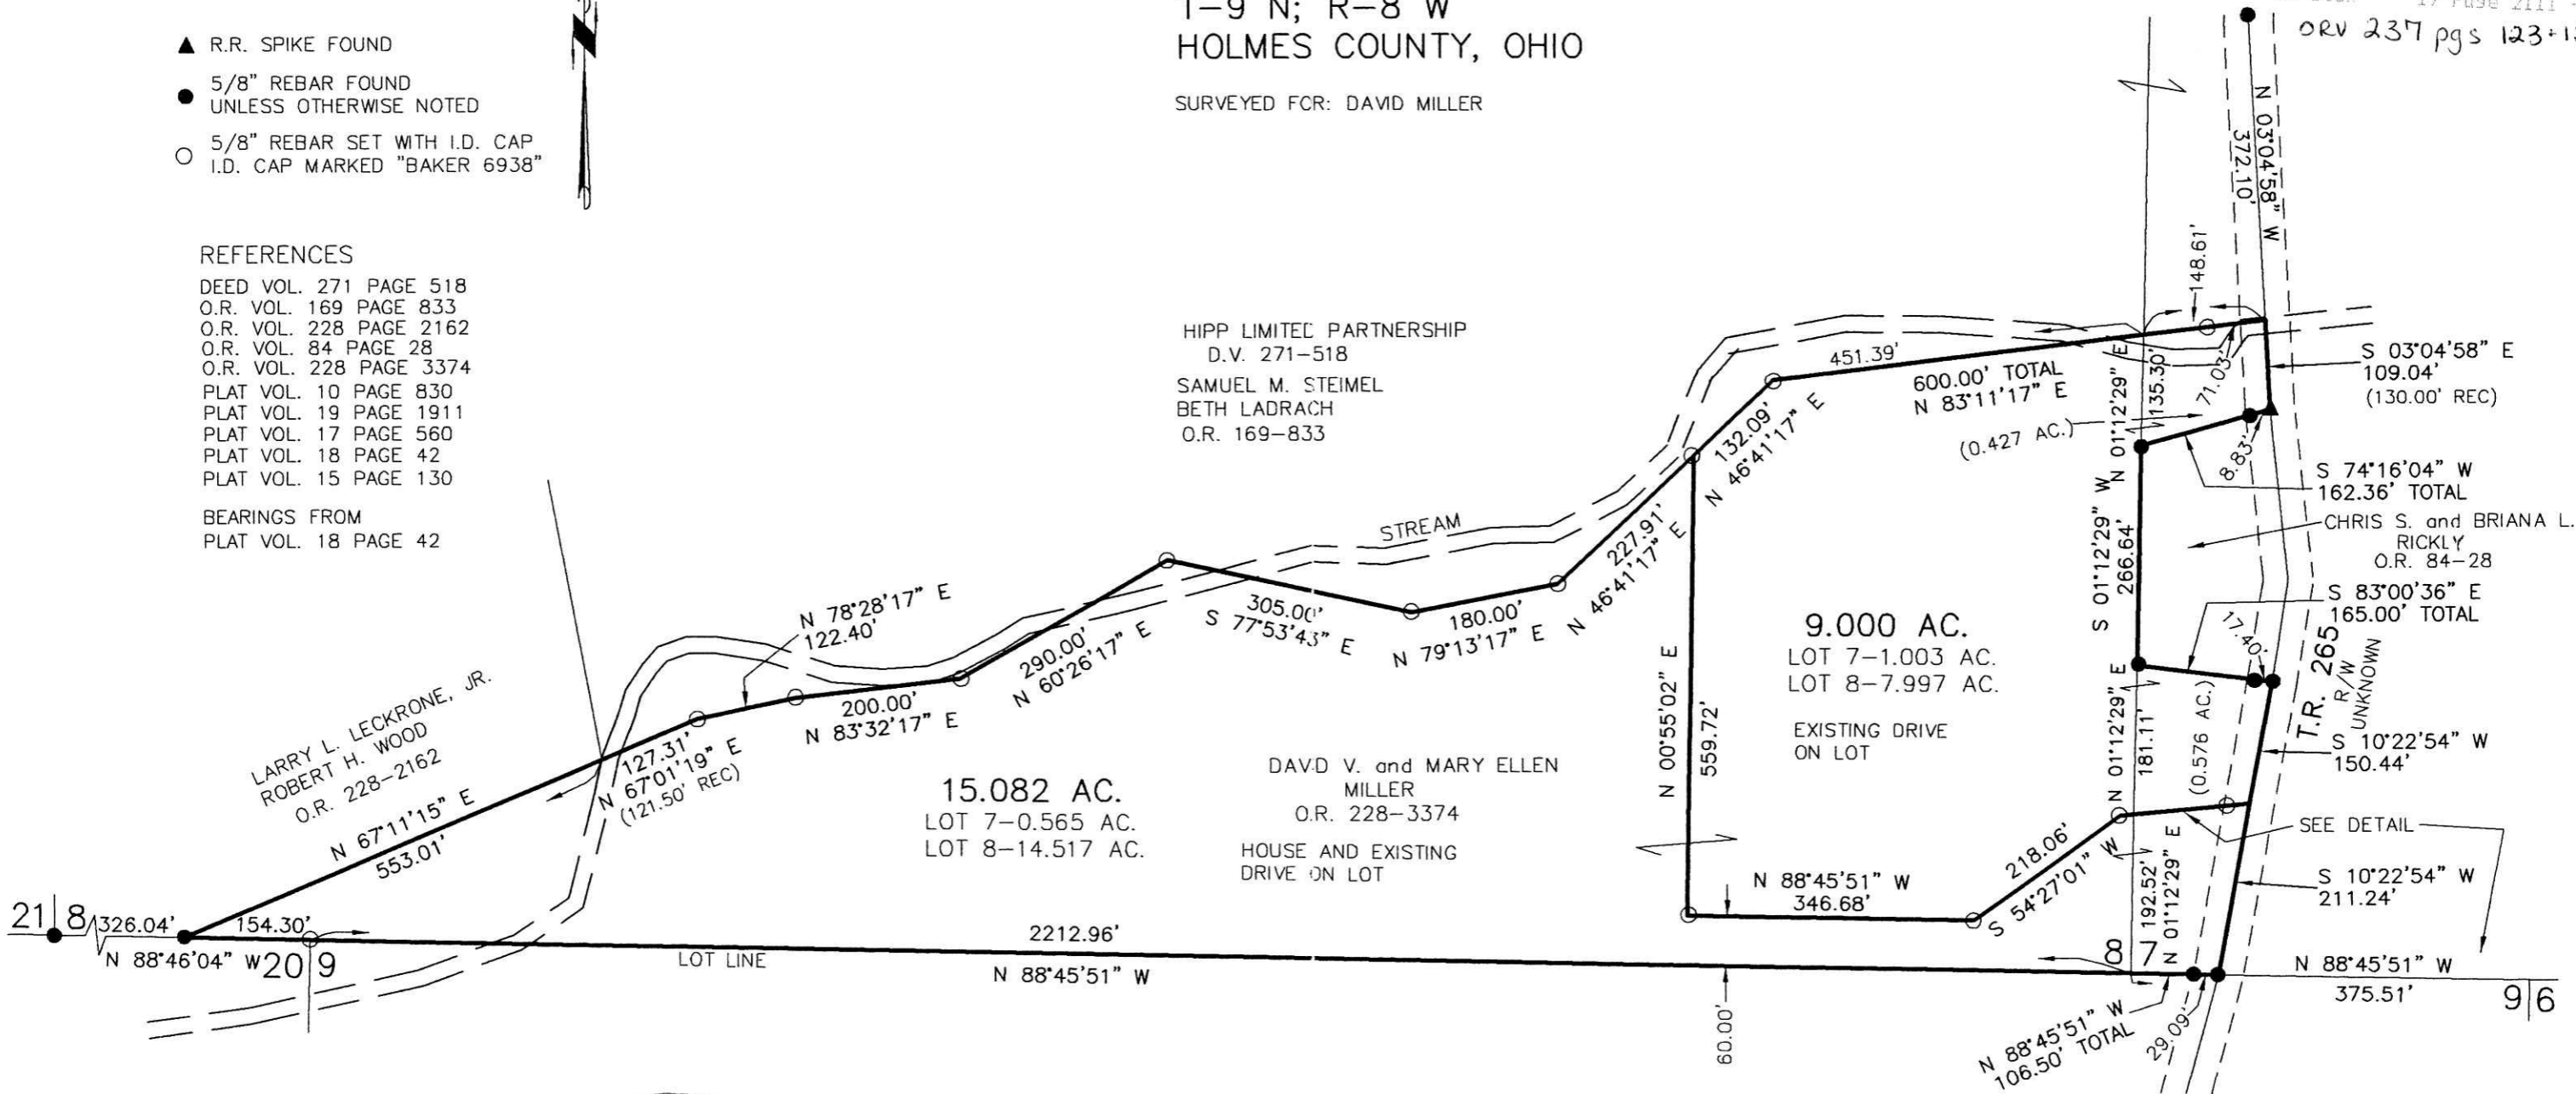 T-9 N; R-8 W
HOLMES COUNTY, OHIO
SURVEYED FCR: DAVID MILLER
17 Page 2111
ORV 237 pgs 123+
R.R. SPIKE FOUND
5/8" REBAR FOUND
UNLESS OTHERWISE NOTED
5/8" REBAR SET WITH I.D. CAP
I.D. CAP MARKED "BAKER 6938"
REFERENCES
DEED VOL. 271 PAGE 518
O.R. VOL. 169 PAGE 833
O.R. VOL. 228 PAGE 2162
O.R. VOL. 84 PAGE 28
O.R. VOL. 228 PAGE 3374
PLAT VOL. 10 PAGE 830
PLAT VOL. 19 PAGE 1911
PLAT VOL. 17 PAGE 560
PLAT VOL. 18 PAGE 42
PLAT VOL. 15 PAGE 130
BEARINGS FROM
PLAT VOL. 18 PAGE 42
HIPP LIMITED PARTNERSHIP
D.V. 271-518
SAMUEL M. STEIMEL
BETH LADRACH
O.R. 169-833
N 03°04'58" W
372.10'
148.61'
451.39'
600.00' TOTAL
N 83°11'17" E
N 01°12'29" E
135.30'
71.03'
S 03°04'58" E
109.04'
(130.00' REC)
(0.427 AC.)
8.83'
S 74°16'04" W
162.36' TOTAL
CHRIS S. and BRIANA L.
RICKLY
O.R. 84-28
S 01°12'29" W
266.64'
S 83°00'36" E
165.00' TOTAL
17.40'
T.R. 265
R/W
UNKNOWN
132.09'
N 46°41'17" E
227.91'
N 46°41'17" E
STREAM
180.00'
N 79°13'17" E
305.00'
S 77°53'43" E
290.00'
N 60°26'17" E
N 78°28'17" E
122.40'
200.00'
N 83°32'17" E
127.31'
N 67°01'19" E
(121.50' REC)
LARRY L. LECKRONE, JR.
ROBERT H. WOOD
O.R. 228-2162
N 67°11'15" E
553.01'
15.082 AC.
LOT 7-0.565 AC.
LOT 8-14.517 AC.
DAVID V. and MARY ELLEN
MILLER
O.R. 228-3374
HOUSE AND EXISTING
DRIVE ON LOT
N 00°55'02" E
559.72'
9.000 AC.
LOT 7-1.003 AC.
LOT 8-7.997 AC.
EXISTING DRIVE
ON LOT
N 01°12'29" E
181.11'
(0.576 AC.)
S 10°22'54" W
150.44'
SEE DETAIL
S 10°22'54" W
211.24'
218.06'
S 54°27'01" W
192.52'
N 01°12'29" E
N 88°45'51" W
346.68'
21 8
326.04'
154.30'
N 88°46'04" W
20 9
LOT LINE
2212.96'
N 88°45'51" W
60.00'
8 7
N 88°45'51" W
106.50' TOTAL
29.09'
N 88°45'51" W
375.51'
9 6